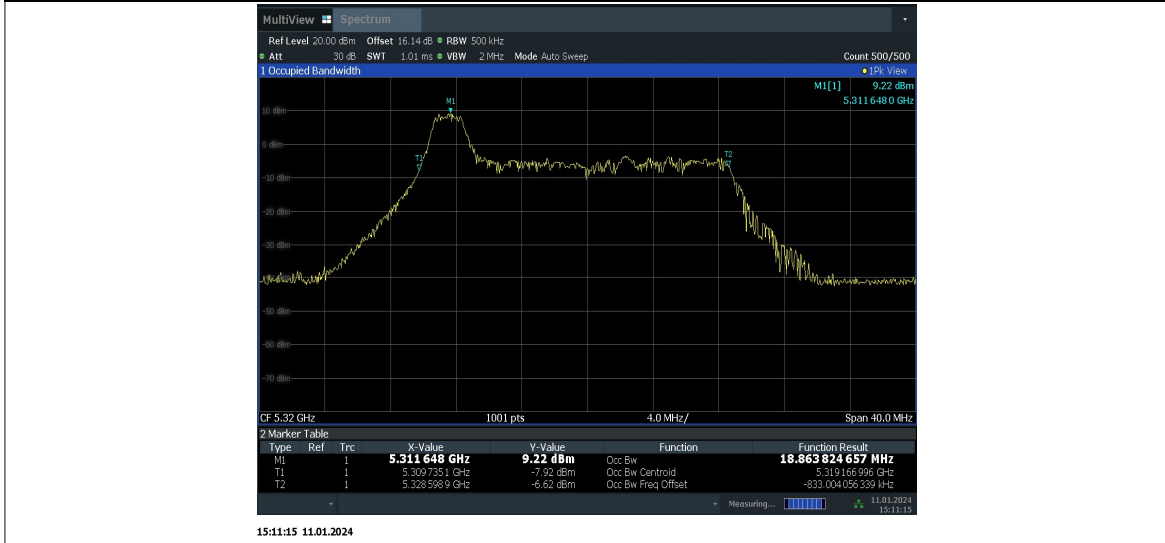 MultiView Spectrum
Ref Level 20.00 dBm Offset 16.14 dB RBW 500 kHz
Att 30 dB SWT 1.01 ms VBW 2 MHz Mode Auto Sweep Count 500/500
1 Occupied Bandwidth 1Pk View
M1[1] 9.22 dBm
5.311 648 0 GHz
M1
10 dBm
0 dBm
T1
T2
-10 dBm
-20 dBm
-30 dBm
-50 dBm
-60 dBm
-70 dBm
CF 5.32 GHz 1001 pts 4.0 MHz/ Span 40.0 MHz
2 Marker Table
Type Ref Trc X-Value Y-Value Function Function Result
M1 1 5.311 648 GHz 9.22 dBm Occ Bw 18.863 824 657 MHz
T1 1 5.309 735 1 GHz -7.92 dBm Occ Bw Centroid 5.319 166 996 GHz
T2 1 5.328 598 9 GHz -6.62 dBm Occ Bw Freq Offset -833.004 056 339 kHz
Measuring... 11.01.2024
15:11:15
15:11:15 11.01.2024